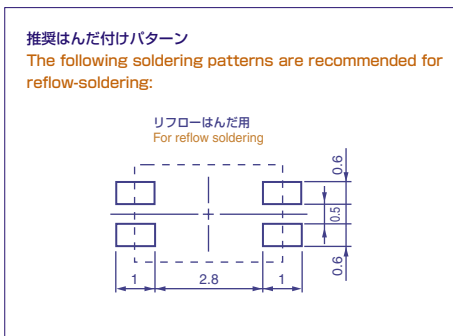 推奨はんだ付けパターン
The following soldering patterns are recommended for
reflow-soldering:
リフローはんだ用
For reflow soldering
0.6
0.5
0.6
1
2.8
1